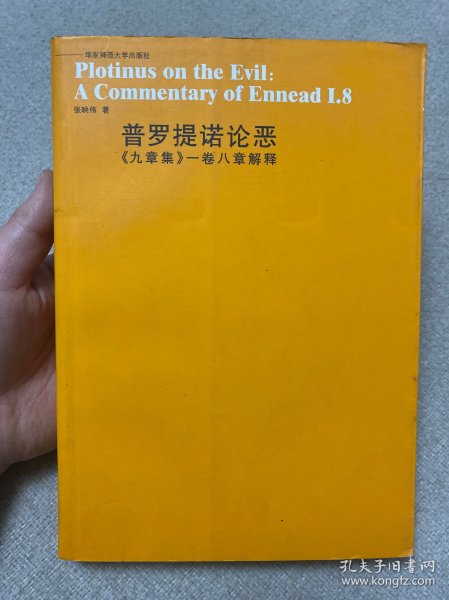 华东师范大学出版社
Plotinus on the Evil:
A Commentary of Ennead I.8
张映伟 著
普罗提诺论恶
《九章集》一卷八章解释
孔夫子旧书网
www.kongfz.com